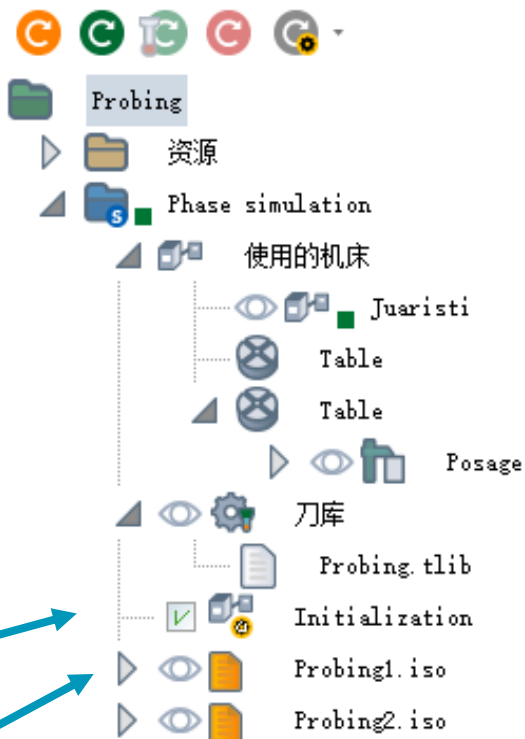 Probing
资源
Phase simulation
使用的机床
Juaristi
Table
Table
Posage
刀库
Probing.tlib
Initialization
Probing1.iso
Probing2.iso